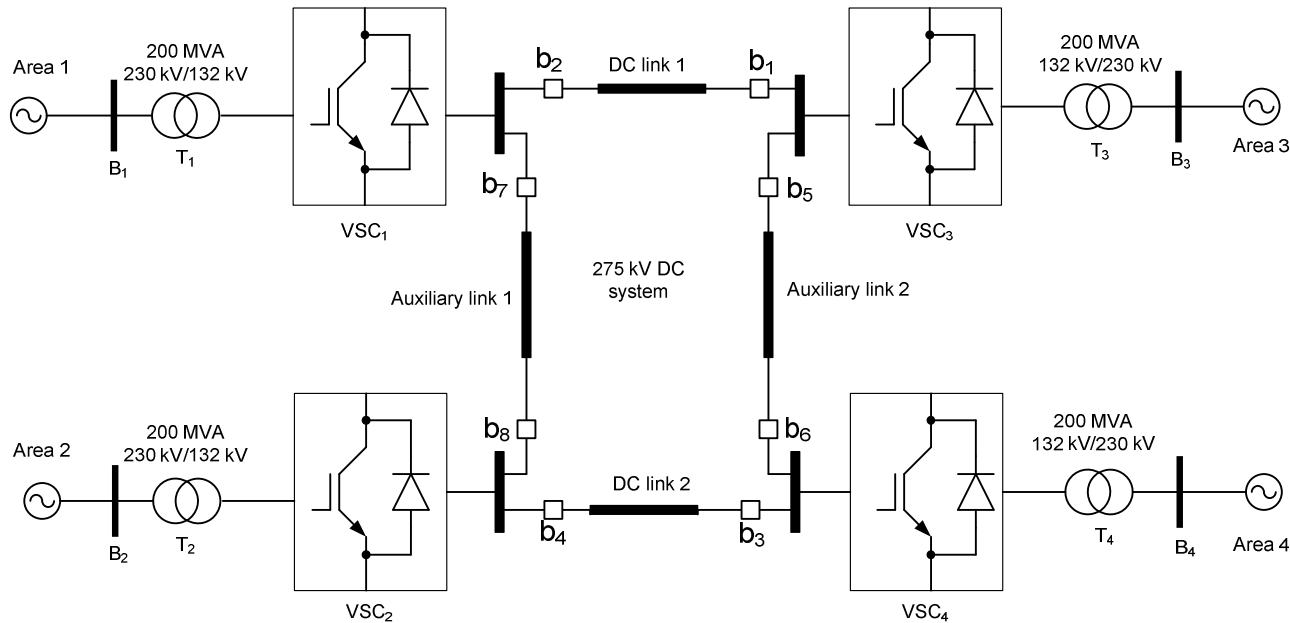 200 MVA
230 kV/132 kV
Area 1
B₁
T₁
VSC₁
b₂
DC link 1
b₁
200 MVA
132 kV/230 kV
Area 3
T₃
B₃
VSC₃
b₇
b₅
Auxiliary link 1
275 kV DC
system
Auxiliary link 2
b₈
b₆
200 MVA
230 kV/132 kV
Area 2
B₂
T₂
VSC₂
b₄
DC link 2
b₃
200 MVA
132 kV/230 kV
Area 4
T₄
B₄
VSC₄